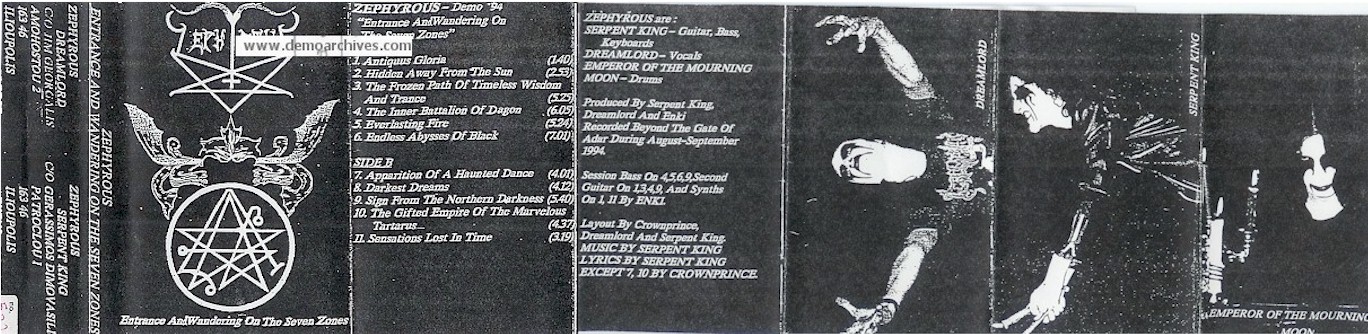 ZEPHYROUS
DREAMLORD
C/O JIM GEORGALIS
AMOURGTOU 2
163 46
ILIOUPOLIS
ZEPHYROUS
SERPENT KING
C/O GERASSIMOS DIMOVASILI
PATROCLOU 1
163 46
ILIOUPOLIS
ZEPHYROUS
ENTRANCE AND WANDERING ON THE SEVEN ZONES
www.demoarchives.com
Entrance And Wandering On The Seven Zones
ZEPHYROUS - Demo '94
"Entrance And Wandering On
The Seven Zones"
1. Antiquus Gloria (1.40)
2. Hidden Away From The Sun (2.53)
3. The Frozen Path Of Timeless Wisdom
And Trance (5.25)
4. The Inner Battalion Of Dagon (6.05)
5. Everlasting Fire (5.24)
6. Endless Abysses Of Black (7.01)
SIDE B
7. Apparition Of A Haunted Dance (4.01)
8. Darkest Dreams (4.12)
9. Sign From The Northern Darkness (5.40)
10. The Gifted Empire Of The Marvelous
Tartarus... (4.37)
11. Sensations Lost In Time (3.19)
ZEPHYROUS are :
SERPENT KING - Guitar, Bass,
Keyboards
DREAMLORD - Vocals
EMPEROR OF THE MOURNING
MOON - Drums
Produced By Serpent King,
Dreamlord And Enki
Recorded Beyond The Gate Of
Adar During August-September
1994.
Session Bass On 4,5,6,9,Second
Guitar On 1,3,4,9, And Synths
On 1, 11 By ENKI.
Layout By Crownprince,
Dreamlord And Serpent King.
MUSIC BY SERPENT KING
LYRICS BY SERPENT KING
EXCEPT 7, 10 BY CROWNPRINCE.
DREAMLORD
SERPENT KING
EMPEROR OF THE MOURNING
MOON